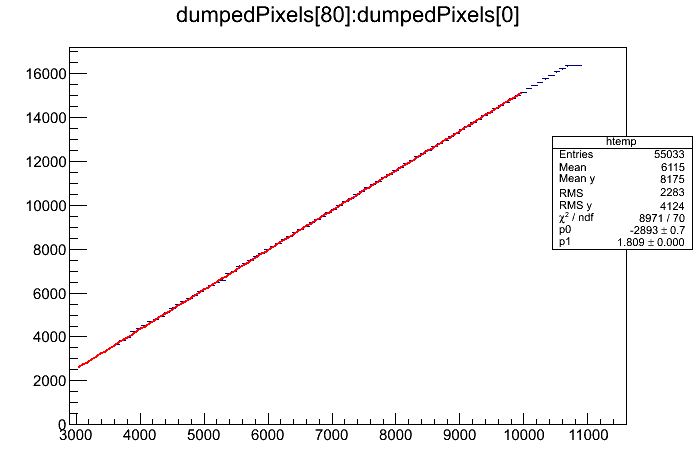 dumpedPixels[80]:dumpedPixels[0]
16000
14000
12000
10000
8000
6000
4000
2000
0
3000 4000 5000 6000 7000 8000 9000 10000 11000
htemp
Entries 55033
Mean 6115
Mean y 8175
RMS 2283
RMS y 4124
χ² / ndf 8971 / 70
p0 -2893 ± 0.7
p1 1.809 ± 0.000